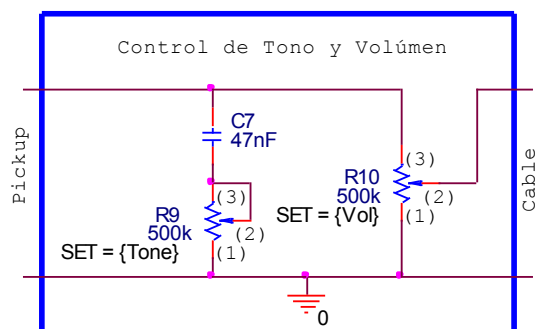 Control de Tono y Volúmen
Pickup
C7
47nF
(3)
R9
500k
(2)
SET = {Tone}
(1)
(3)
R10
500k
(2)
SET = {Vol}
(1)
Cable
0